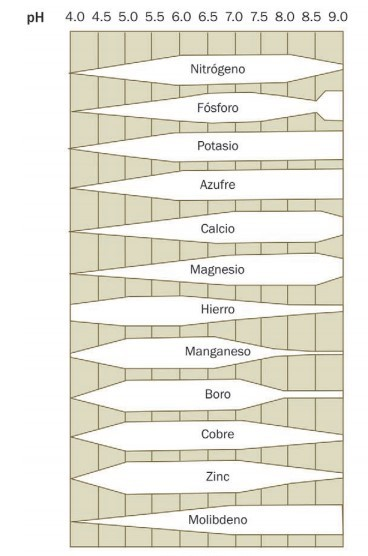 pH 4.0 4.5 5.0 5.5 6.0 6.5 7.0 7.5 8.0 8.5 9.0
Nitrógeno
Fósforo
Potasio
Azufre
Calcio
Magnesio
Hierro
Manganeso
Boro
Cobre
Zinc
Molibdeno